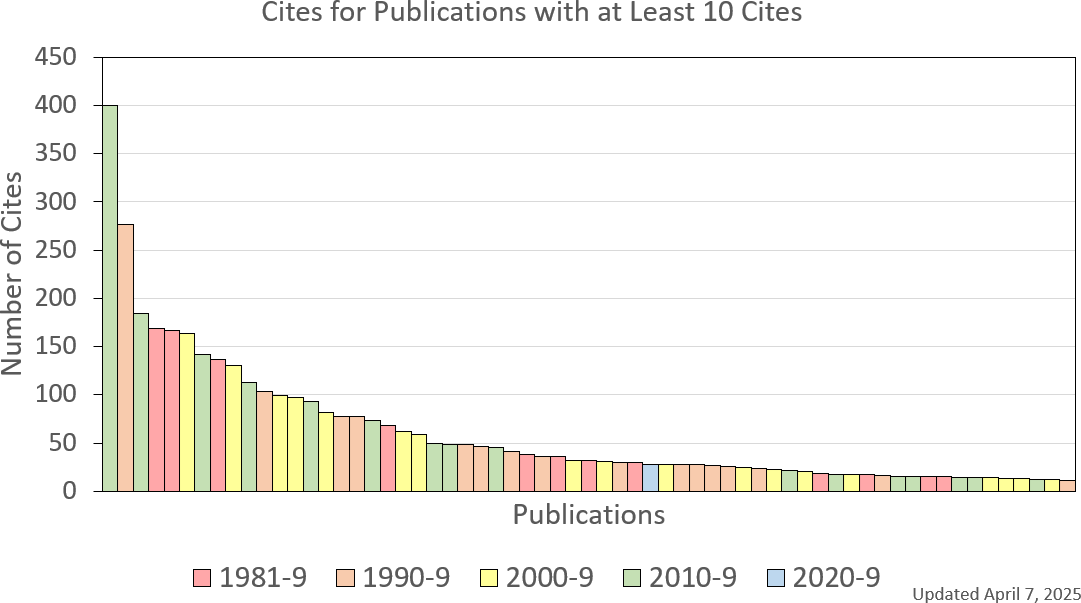 Cites for Publications with at Least 10 Cites
450
400
350
300
250
200
150
100
50
0
Number of Cites
Publications
1981-9 1990-9 2000-9 2010-9 2020-9
Updated April 7, 2025